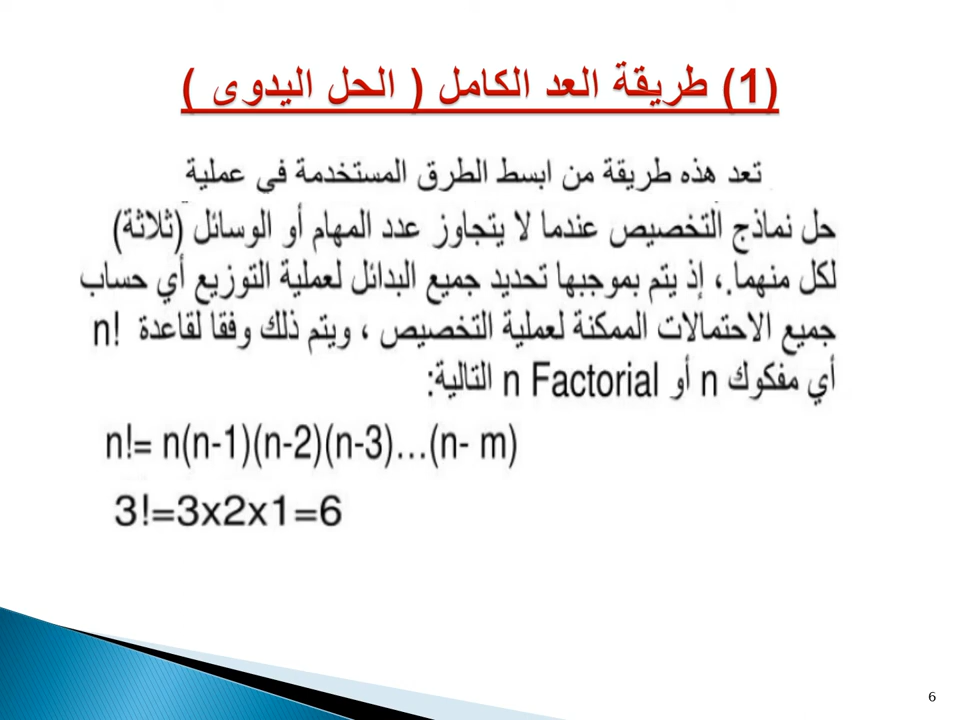 (1) طريقة العد الكامل ( الحل اليدوى )
تعد هذه طريقة من ابسط الطرق المستخدمة في عملية
حل نماذج التخصيص عندما لا يتجاوز عدد المهام أو الوسائل (ثلاثة)
لكل منهما.، إذ يتم بموجبها تحديد جميع البدائل لعملية التوزيع أي حساب
جميع الاحتمالات الممكنة لعملية التخصيص ، ويتم ذلك وفقا لقاعدة n!
أي مفكوك n أو n Factorial التالية:
n!= n(n-1)(n-2)(n-3)...(n- m)
3!=3x2x1=6
6